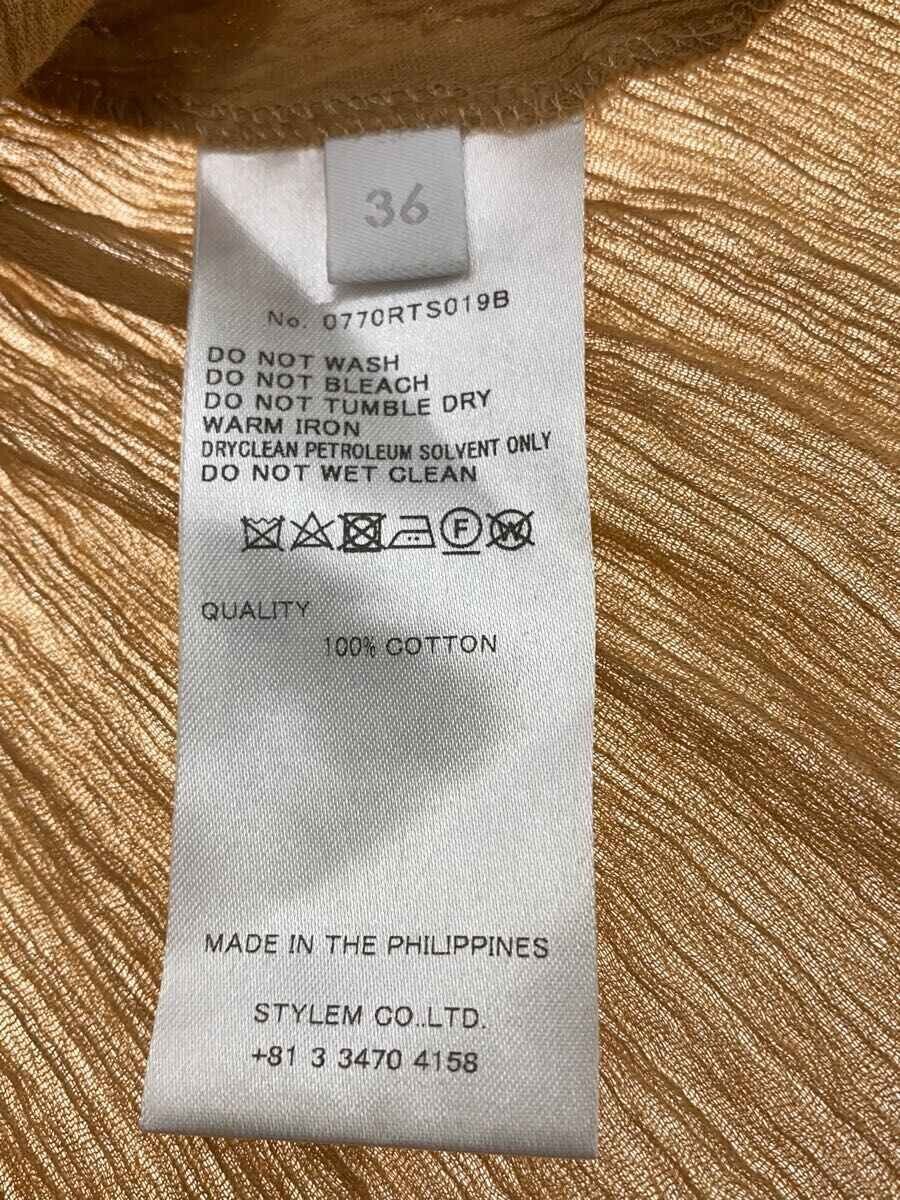 36
No. 0770RTS019B
DO NOT WASH
DO NOT BLEACH
DO NOT TUMBLE DRY
WARM IRON
DRYCLEAN PETROLEUM SOLVENT ONLY
DO NOT WET CLEAN
F W
QUALITY
100% COTTON
MADE IN THE PHILIPPINES
STYLEM CO.,LTD.
+81 3 3470 4158